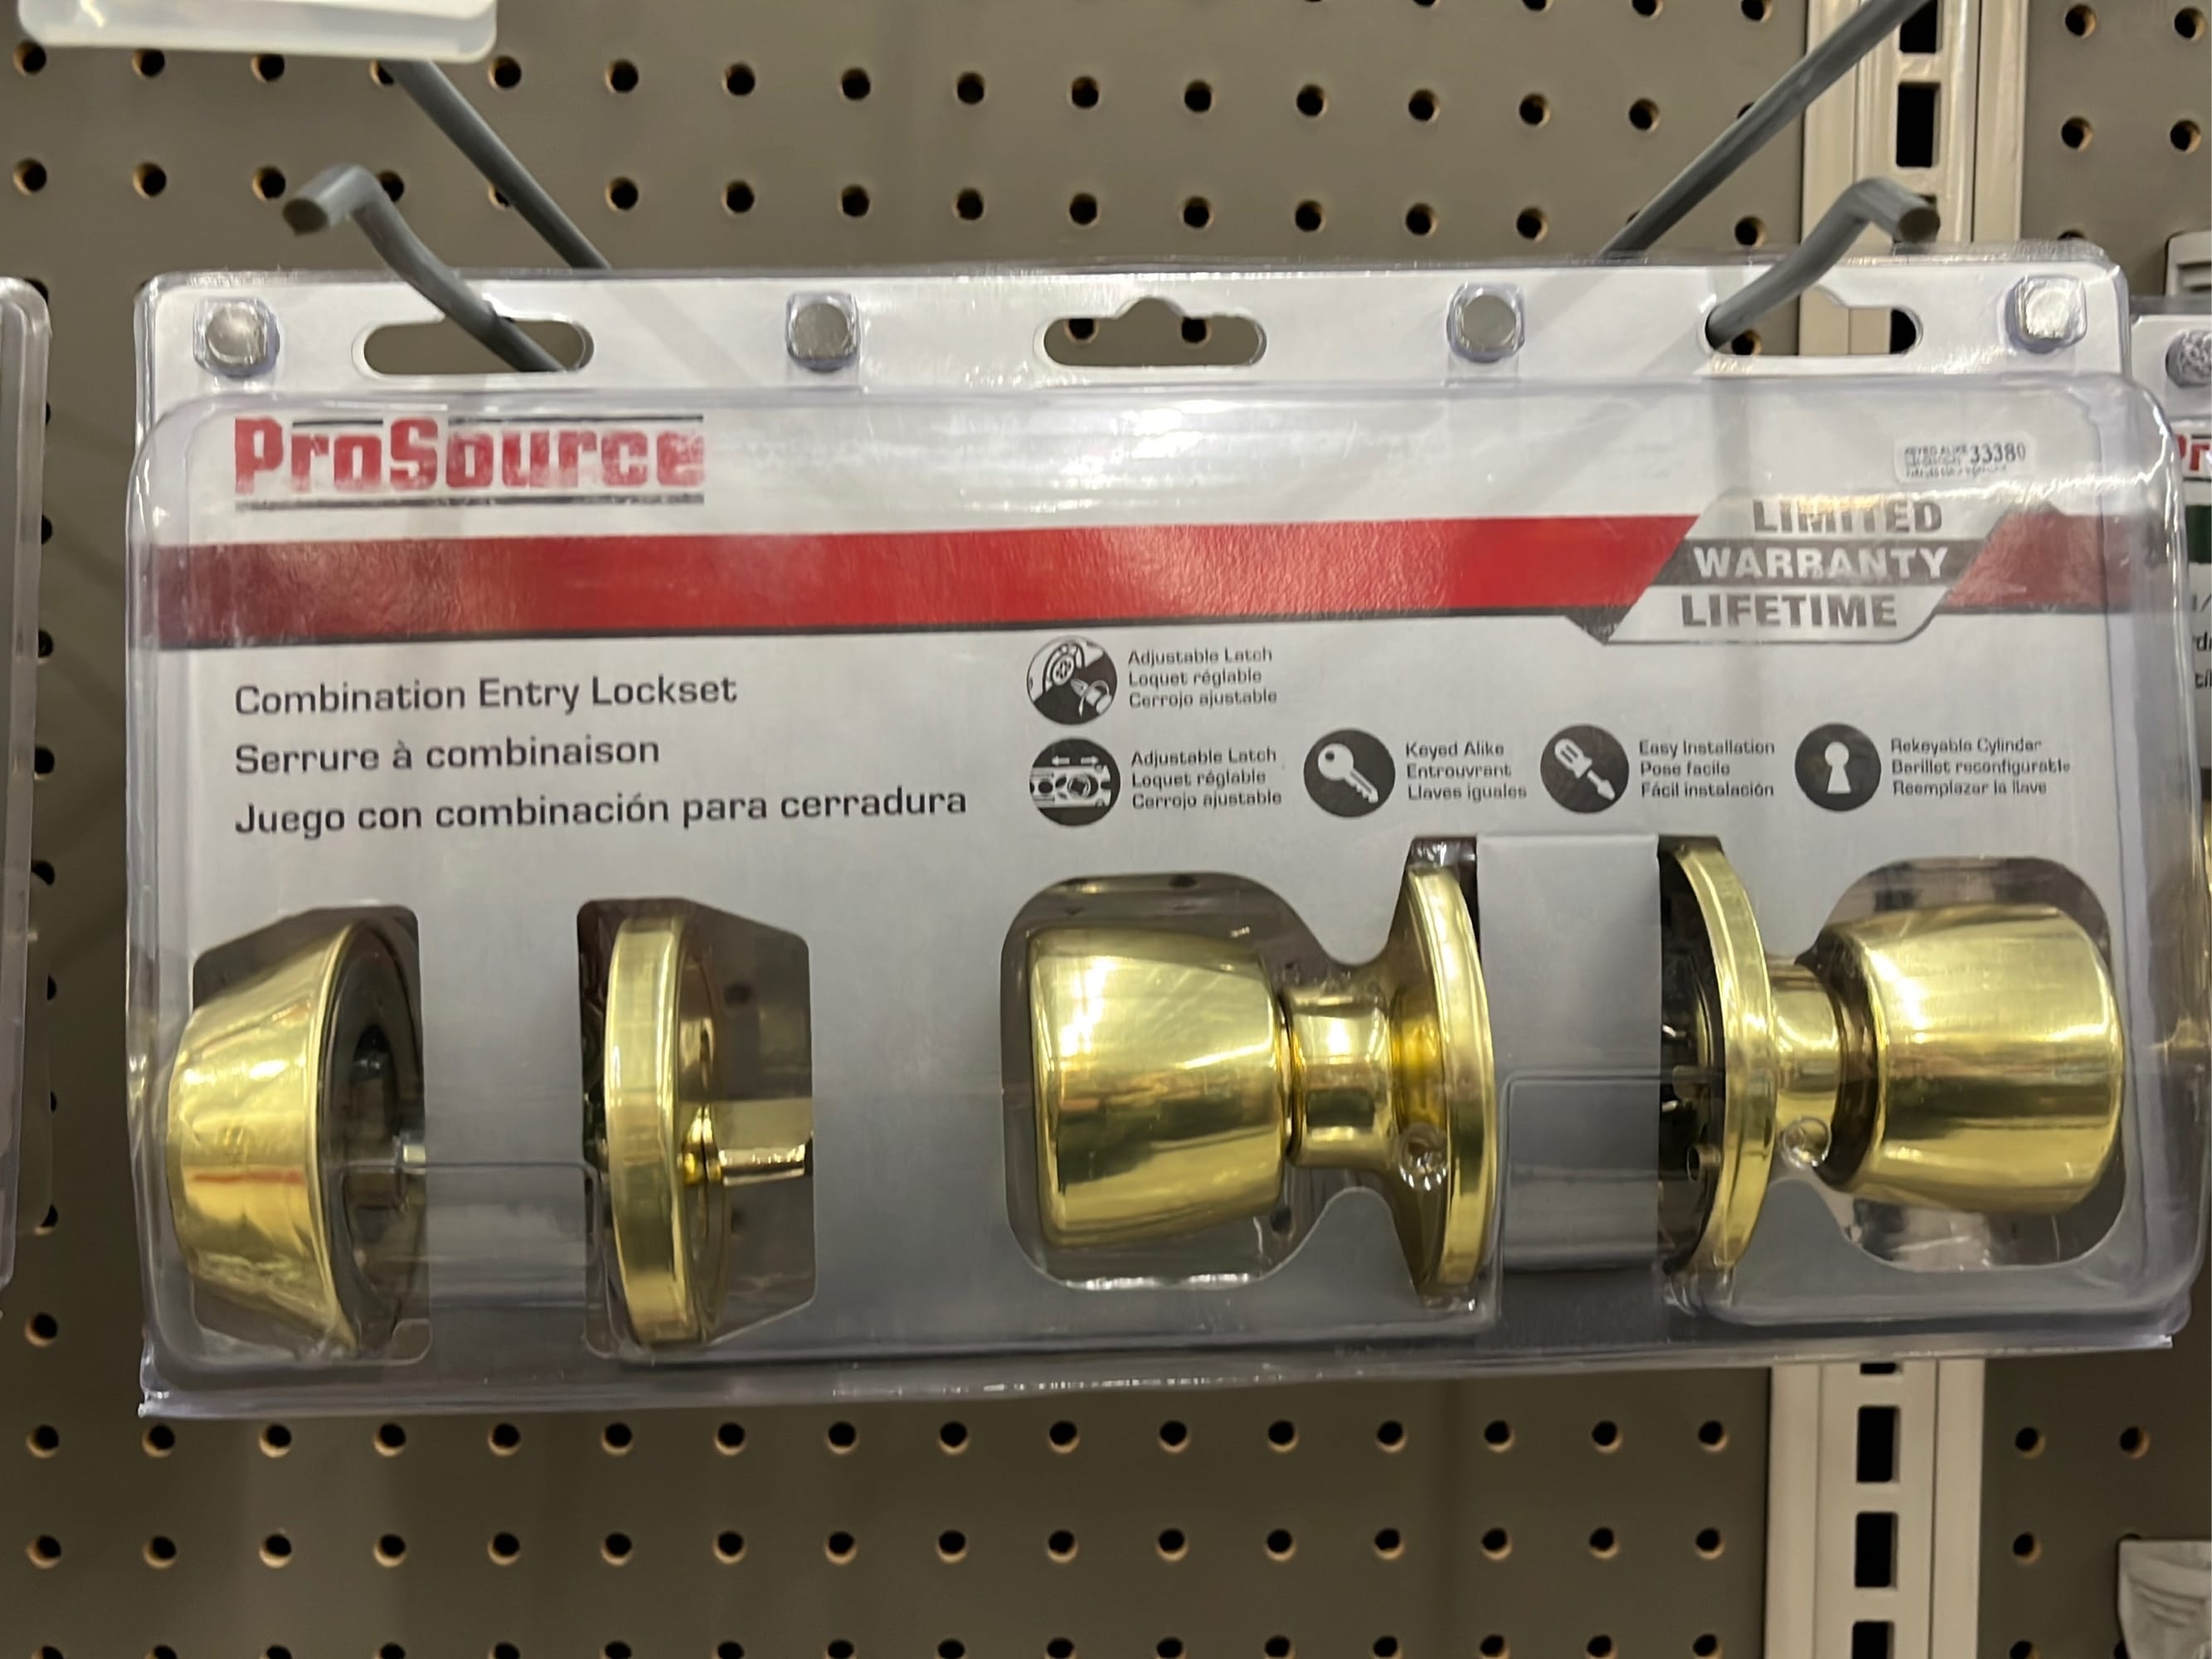 ProSource
33380
LIMITED
WARRANTY
LIFETIME
Combination Entry Lockset
Serrure à combinaison
Juego con combinación para cerradura
Adjustable Latch
Loquet réglable
Cerrojo ajustable
Adjustable Latch
Loquet réglable
Cerrojo ajustable
Keyed Alike
Entrouvrant
Llaves iguales
Easy Installation
Pose facile
Fácil instalación
Rekeyable Cylinder
Barillet reconfigurable
Reemplazar la llave